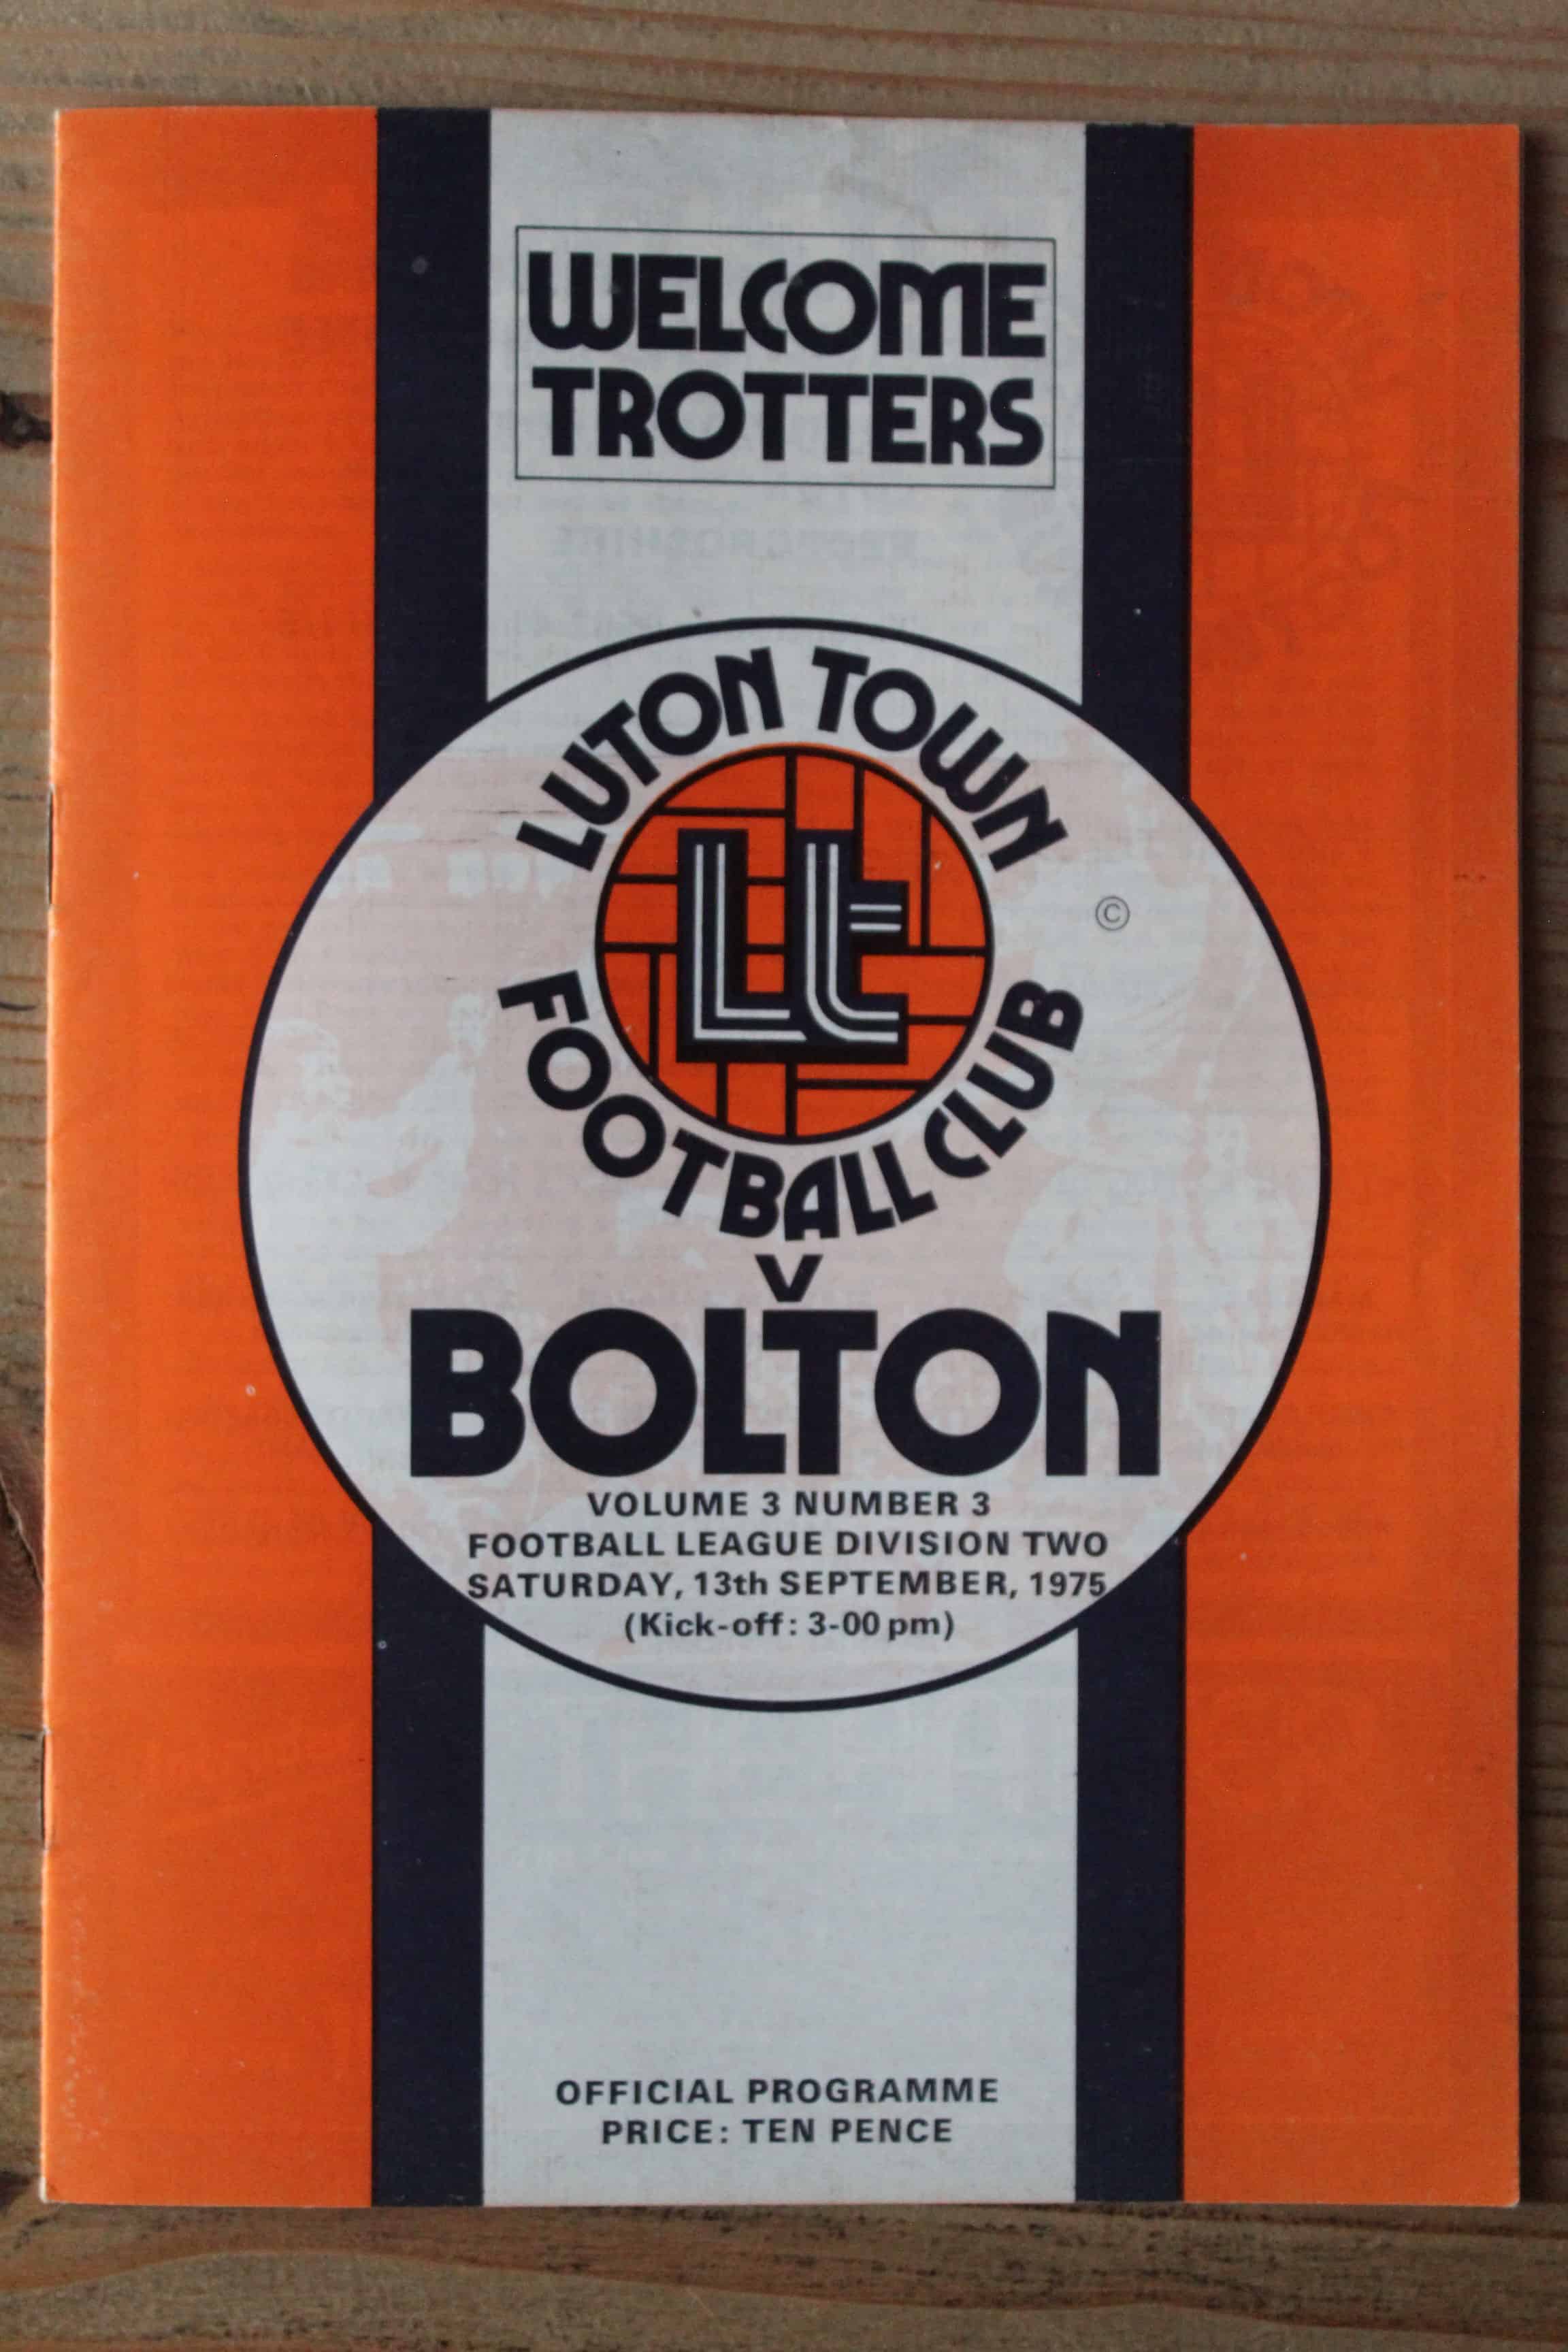 WELCOME
TROTTERS
LUTON TOWN
©
Lt
FOOTBALL CLUB
V
BOLTON
VOLUME 3 NUMBER 3
FOOTBALL LEAGUE DIVISION TWO
SATURDAY, 13th SEPTEMBER, 1975
(Kick-off: 3-00 pm)
OFFICIAL PROGRAMME
PRICE: TEN PENCE